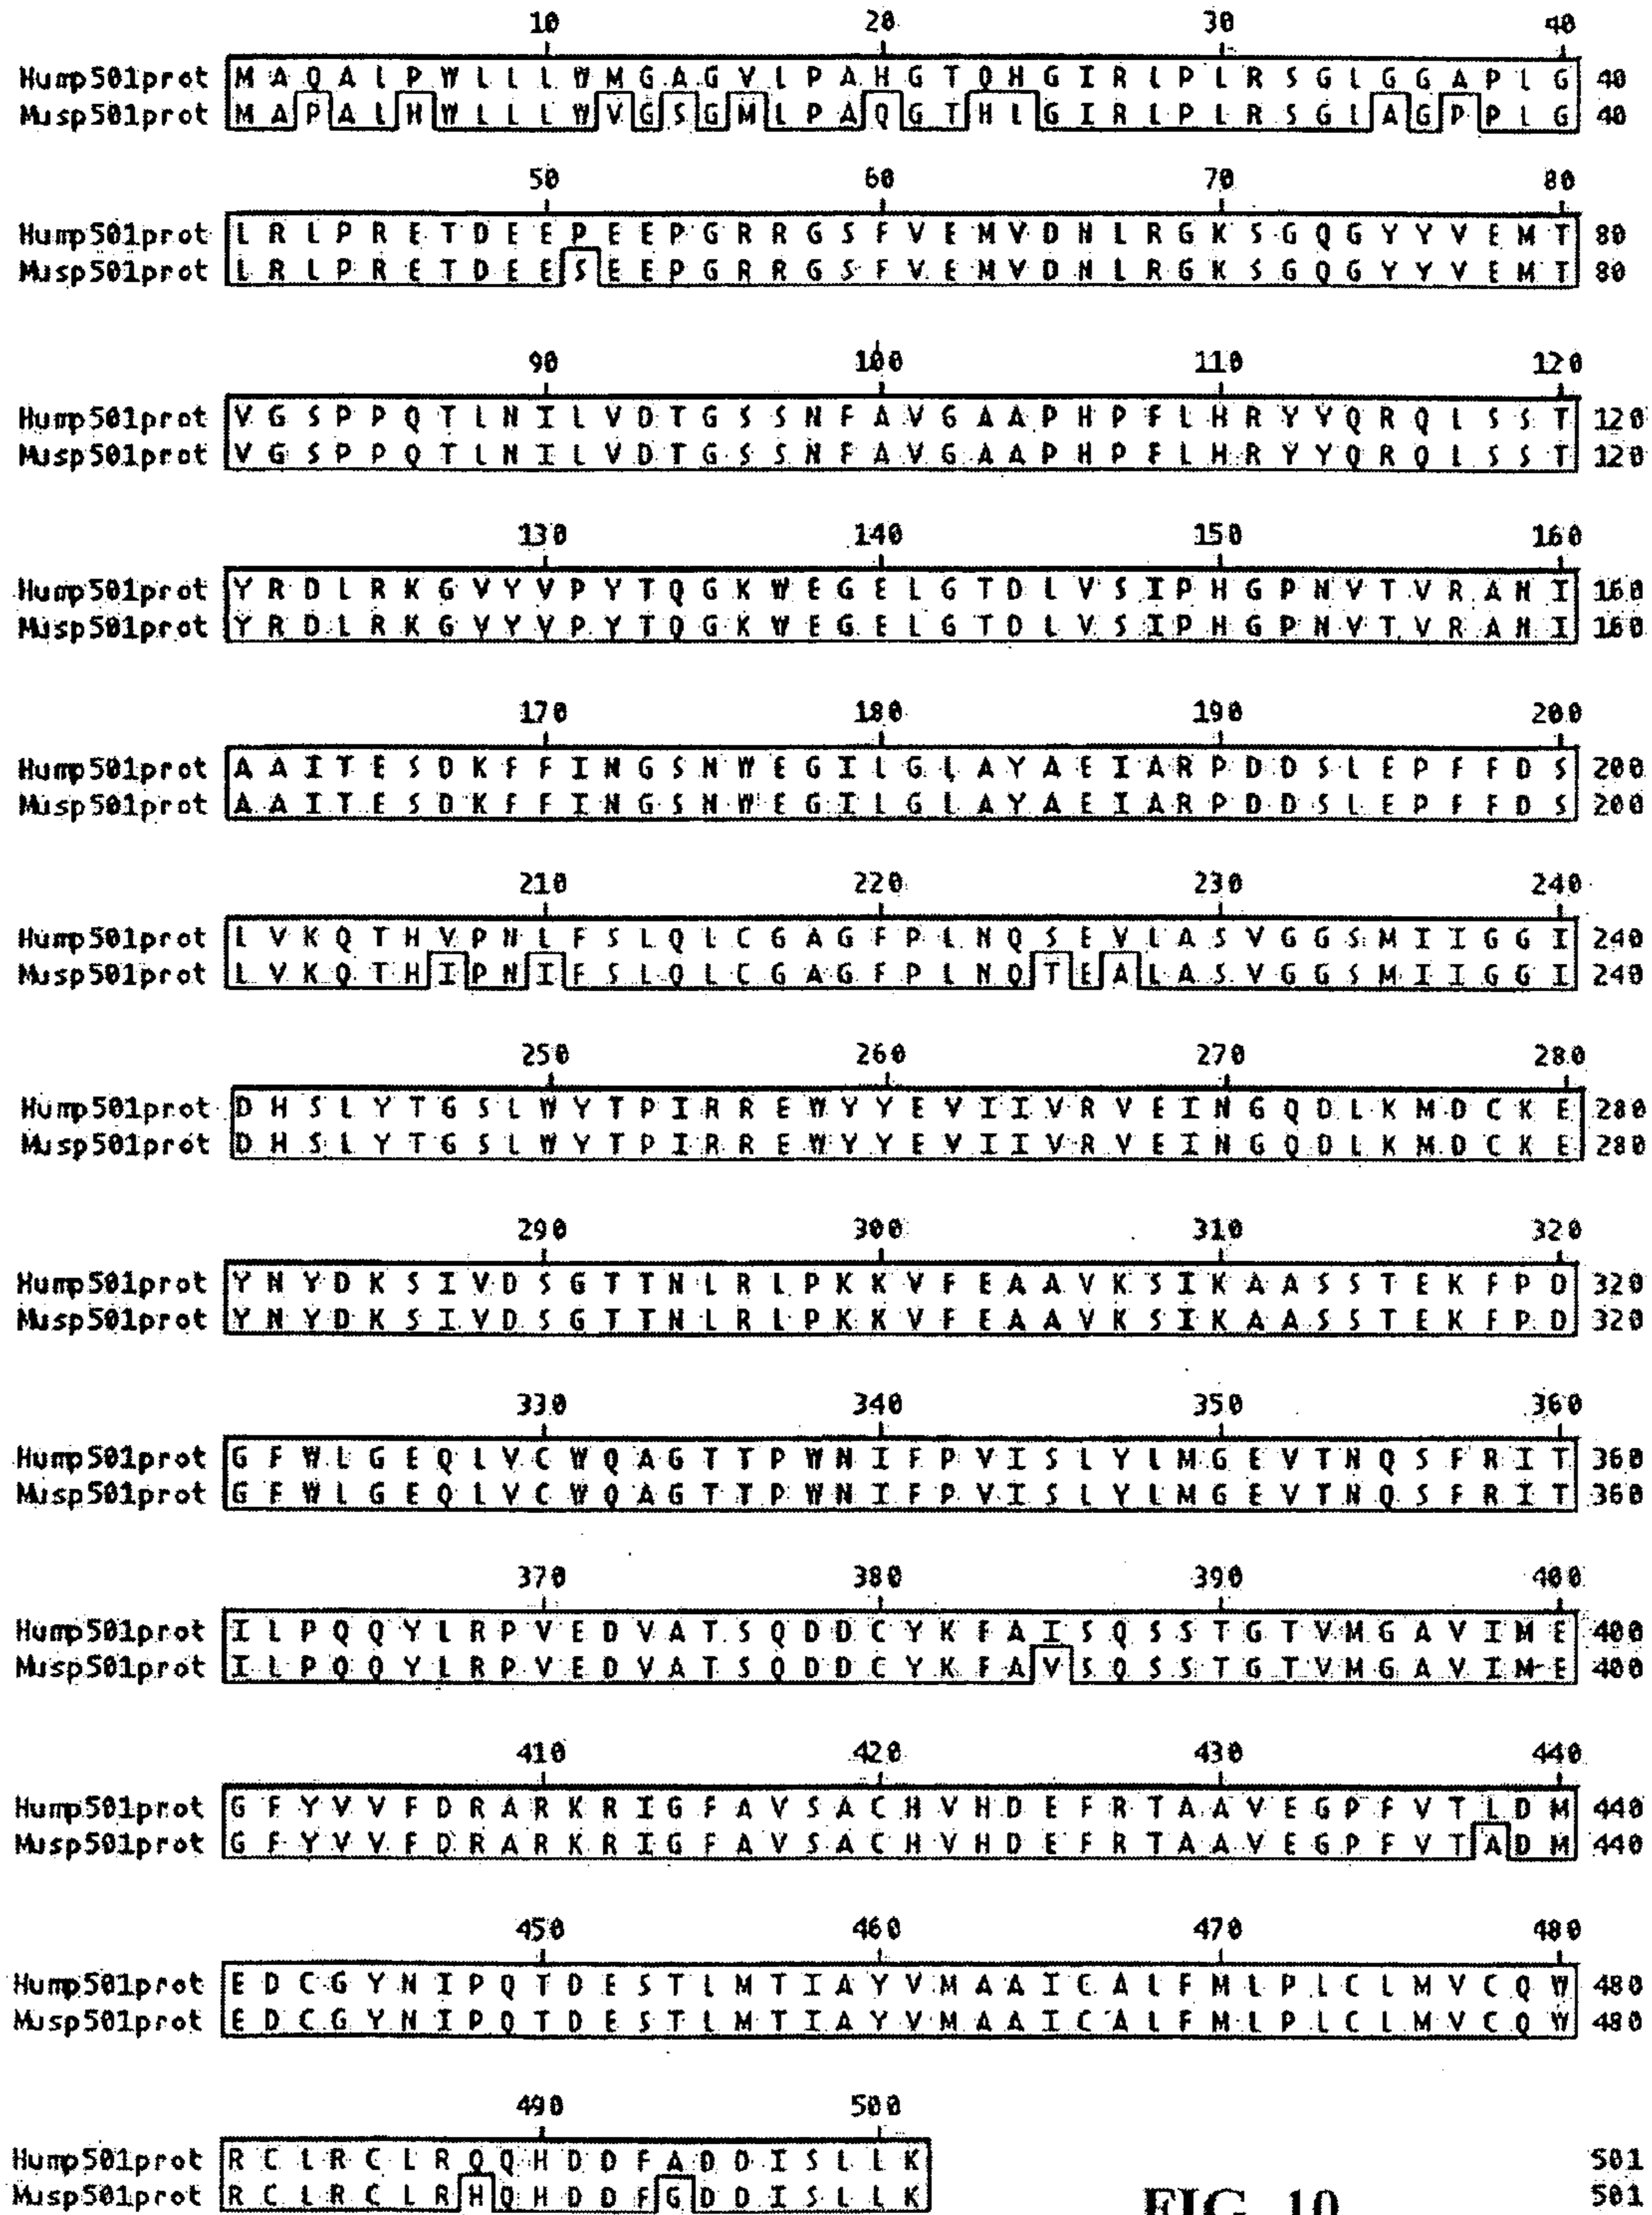 10 20 30 40
Hump501prot M A Q A L P W L L L W M G A G V L P A H G T Q H G I R L P L R S G L G G A P L G 40
Musp501prot M A P A L H W L L L W V G S G M L P A Q G T H L G I R L P L R S G L A G P P L G 40
50 60 70 80
Hump501prot L R L P R E T D E E P E E P G R R G S F V E M V D N L R G K S G Q G Y Y V E M T 80
Musp501prot L R L P R E T D E E S E E P G R R G S F V E M V D N L R G K S G Q G Y Y V E M T 80
90 100 110 120
Hump501prot V G S P P Q T L N I L V D T G S S N F A V G A A P H P F L H R Y Y Q R Q L S S T 120
Musp501prot V G S P P Q T L N I L V D T G S S N F A V G A A P H P F L H R Y Y Q R Q L S S T 120
130 140 150 160
Hump501prot Y R D L R K G V Y V P Y T Q G K W E G E L G T D L V S I P H G P N V T V R A N I 160
Musp501prot Y R D L R K G V Y V P Y T Q G K W E G E L G T D L V S I P H G P N V T V R A N I 160
170 180 190 200
Hump501prot A A I T E S D K F F I N G S N W E G I L G L A Y A E I A R P D D S L E P F F D S 200
Musp501prot A A I T E S D K F F I N G S N W E G I L G L A Y A E I A R P D D S L E P F F D S 200
210 220 230 240
Hump501prot L V K Q T H V P N L F S L Q L C G A G F P L N Q S E V L A S V G G S M I I G G I 240
Musp501prot L V K Q T H I P N I F S L Q L C G A G F P L N Q T E A L A S V G G S M I I G G I 240
250 260 270 280
Hump501prot D H S L Y T G S L W Y T P I R R E W Y Y E V I I V R V E I N G Q D L K M D C K E 280
Musp501prot D H S L Y T G S L W Y T P I R R E W Y Y E V I I V R V E I N G Q D L K M D C K E 280
290 300 310 320
Hump501prot Y N Y D K S I V D S G T T N L R L P K K V F E A A V K S I K A A S S T E K F P D 320
Musp501prot Y N Y D K S I V D S G T T N L R L P K K V F E A A V K S I K A A S S T E K F P D 320
330 340 350 360
Hump501prot G F W L G E Q L V C W Q A G T T P W N I F P V I S L Y L M G E V T N Q S F R I T 360
Musp501prot G F W L G E Q L V C W Q A G T T P W N I F P V I S L Y L M G E V T N Q S F R I T 360
370 380 390 400
Hump501prot I L P Q Q Y L R P V E D V A T S Q D D C Y K F A I S Q S S T G T V M G A V I M E 400
Musp501prot I L P Q Q Y L R P V E D V A T S Q D D C Y K F A V S Q S S T G T V M G A V I M E 400
410 420 430 440
Hump501prot G F Y V V F D R A R K R I G F A V S A C H V H D E F R T A A V E G P F V T L D M 440
Musp501prot G F Y V V F D R A R K R I G F A V S A C H V H D E F R T A A V E G P F V T A D M 440
450 460 470 480
Hump501prot E D C G Y N I P Q T D E S T L M T I A Y V M A A I C A L F M L P L C L M V C Q W 480
Musp501prot E D C G Y N I P Q T D E S T L M T I A Y V M A A I C A L F M L P L C L M V C Q W 480
490 500
Hump501prot R C L R C L R Q Q H D D F A D D I S L L K 501
Musp501prot R C L R C L R H Q H D D F G D D I S L L K 501
FIG. 10